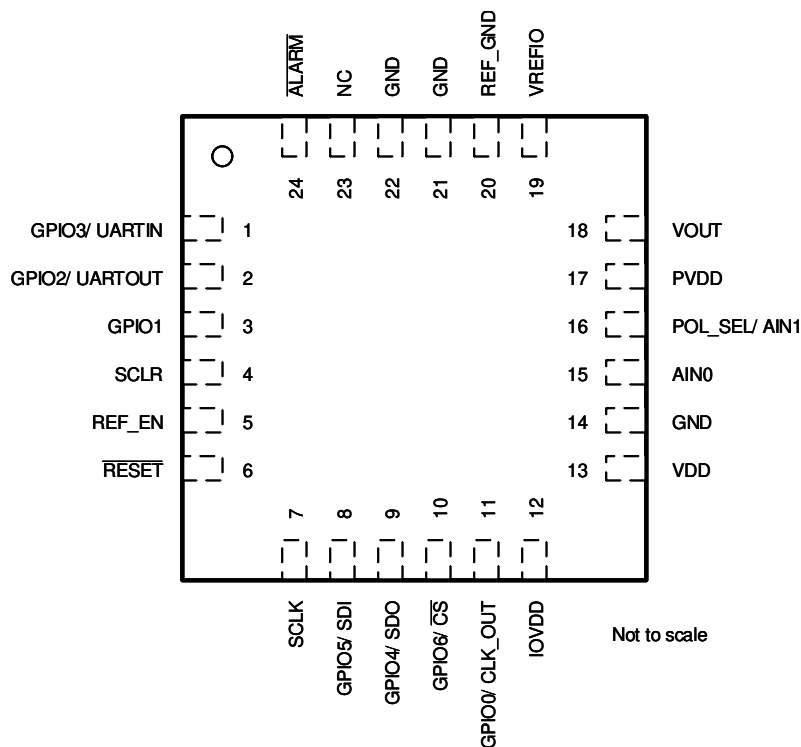 ALARM
NC
GND
GND
REF_GND
VREFIO
24
23
22
21
20
19
GPIO3/ UARTIN
1
18
VOUT
GPIO2/ UARTOUT
2
17
PVDD
GPIO1
3
16
POL_SEL/ AIN1
SCLR
4
15
AIN0
REF_EN
5
14
GND
RESET
6
13
VDD
7
8
9
10
11
12
SCLK
GPIO5/ SDI
GPIO4/ SDO
GPIO6/ CS
GPIO0/ CLK_OUT
IOVDD
Not to scale